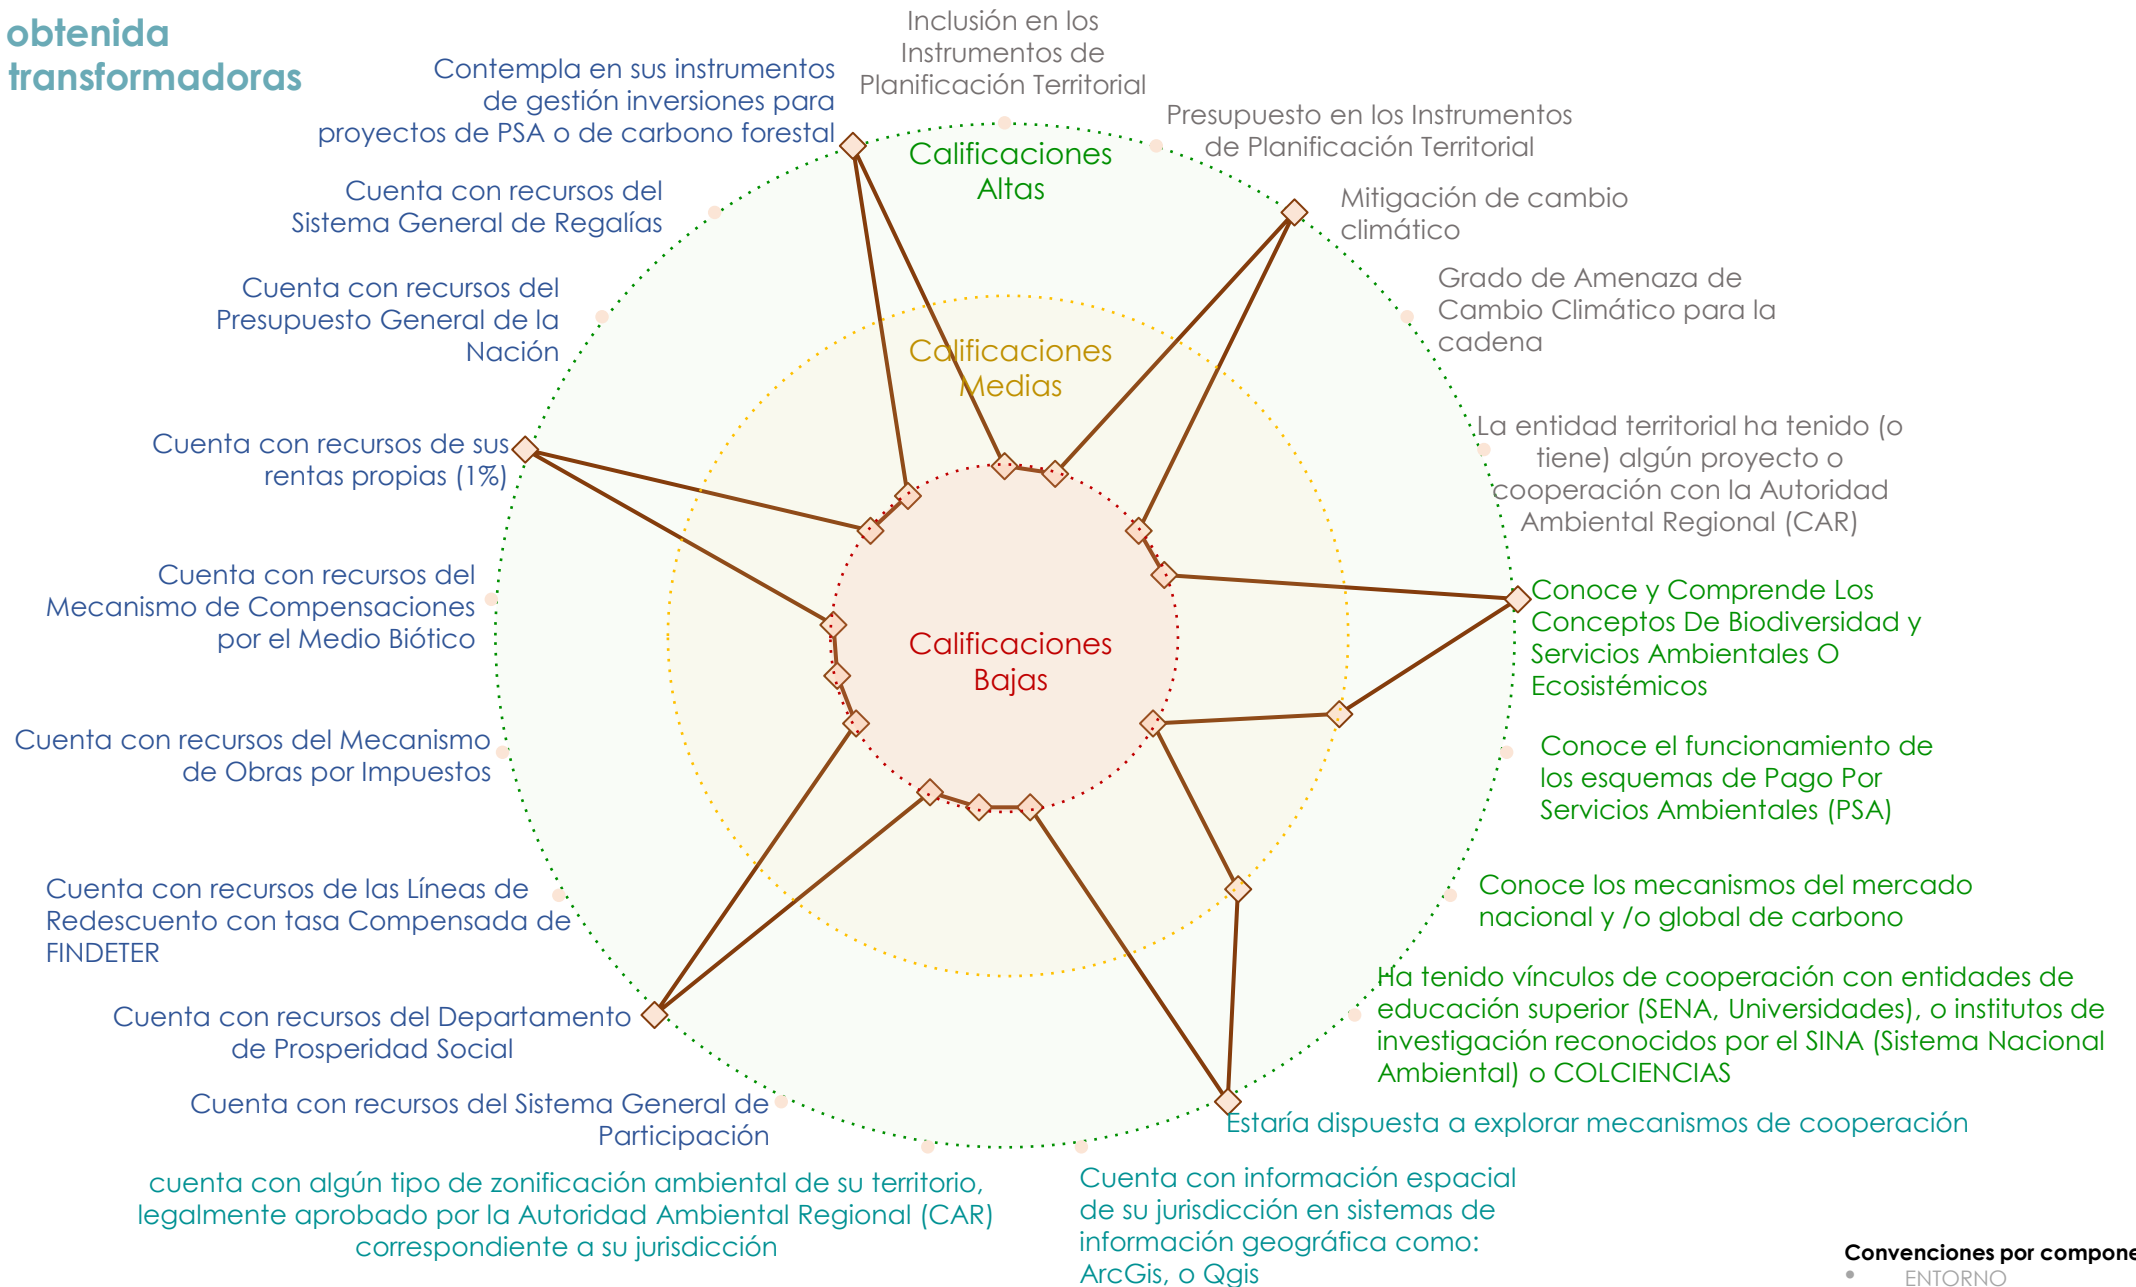 obtenida
transformadoras
Inclusión en los
Instrumentos de
Planificación Territorial
Presupuesto en los Instrumentos
de Planificación Territorial
Mitigación de cambio
climático
Grado de Amenaza de
Cambio Climático para la
cadena
La entidad territorial ha tenido (o
tiene) algún proyecto o
cooperación con la Autoridad
Ambiental Regional (CAR)
Conoce y Comprende Los
Conceptos De Biodiversidad y
Servicios Ambientales O
Ecosistémicos
Conoce el funcionamiento de
los esquemas de Pago Por
Servicios Ambientales (PSA)
Conoce los mecanismos del mercado
nacional y /o global de carbono
Ha tenido vínculos de cooperación con entidades de
educación superior (SENA, Universidades), o institutos de
investigación reconocidos por el SINA (Sistema Nacional
Ambiental) o COLCIENCIAS
Estaría dispuesta a explorar mecanismos de cooperación
Cuenta con información espacial
de su jurisdicción en sistemas de
información geográfica como:
ArcGis, o Qgis
cuenta con algún tipo de zonificación ambiental de su territorio,
legalmente aprobado por la Autoridad Ambiental Regional (CAR)
correspondiente a su jurisdicción
Cuenta con recursos del Sistema General de
Participación
Cuenta con recursos del Departamento
de Prosperidad Social
Cuenta con recursos de las Líneas de
Redescuento con tasa Compensada de
FINDETER
Cuenta con recursos del Mecanismo
de Obras por Impuestos
Cuenta con recursos del
Mecanismo de Compensaciones
por el Medio Biótico
Cuenta con recursos de sus
rentas propias (1%)
Cuenta con recursos del
Presupuesto General de la
Nación
Cuenta con recursos del
Sistema General de Regalías
Contempla en sus instrumentos
de gestión inversiones para
proyectos de PSA o de carbono forestal
Calificaciones
Altas
Calificaciones
Medias
Calificaciones
Bajas
Convenciones por compone
• ENTORNO